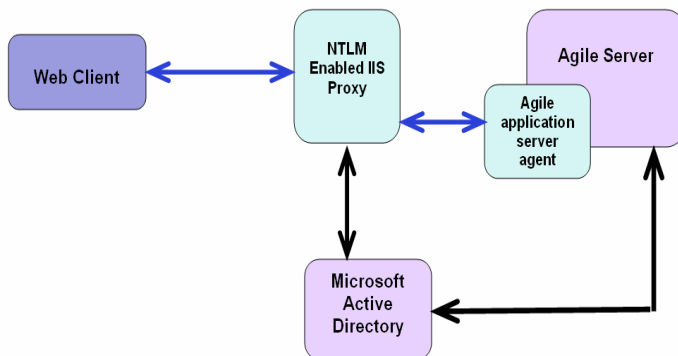 Web Client
NTLM
Enabled IIS
Proxy
Agile Server
Agile
application
server
agent
Microsoft
Active
Directory